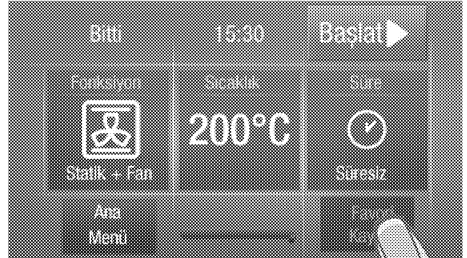 Bitti 15:30 Başlat
Fonksiyon Sıcaklık Süre
200°C
Statik + Fan Süresiz
Ana
Menü